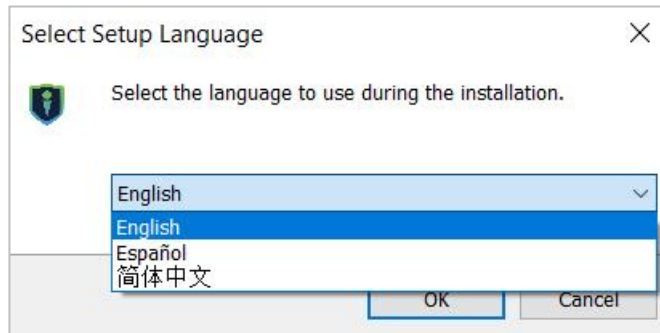 Select Setup Language
Select the language to use during the installation.
English
English
Español
简体中文
OK
Cancel